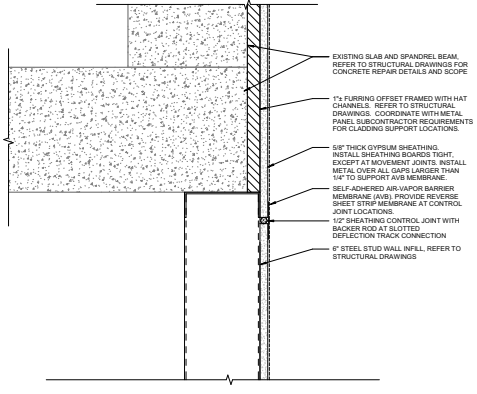 EXISTING SLAB AND SPANDREL BEAM,
REFER TO STRUCTURAL DRAWINGS FOR
CONCRETE REPAIR DETAILS AND SCOPE
1"± FURRING OFFSET FRAMED WITH HAT
CHANNELS. REFER TO STRUCTURAL
DRAWINGS. COORDINATE WITH METAL
PANEL SUBCONTRACTOR REQUIREMENTS
FOR CLADDING SUPPORT LOCATIONS.
5/8" THICK GYPSUM SHEATHING.
INSTALL SHEATHING BOARDS TIGHT,
EXCEPT AT MOVEMENT JOINTS. INSTALL
METAL OVER ALL GAPS LARGER THAN
1/4" TO SUPPORT AVB MEMBRANE.
SELF-ADHERED AIR-VAPOR BARRIER
MEMBRANE (AVB). PROVIDE REVERSE
SHEET STRIP MEMBRANE AT CONTROL
JOINT LOCATIONS.
1/2" SHEATHING CONTROL JOINT WITH
BACKER ROD AT SLOTTED
DEFLECTION TRACK CONNECTION
6" STEEL STUD WALL INFILL, REFER TO
STRUCTURAL DRAWINGS